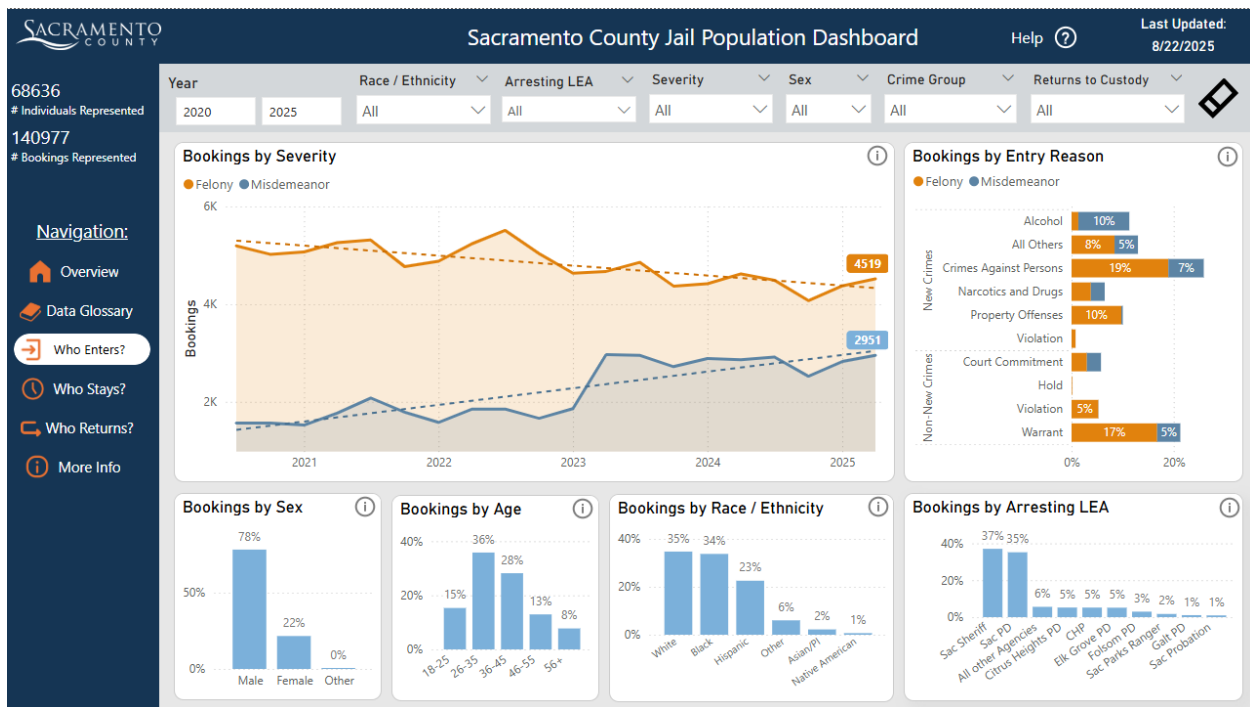 SACRAMENTO
COUNTY
Sacramento County Jail Population Dashboard
Help ?
Last Updated:
8/22/2025
68636
# Individuals Represented
140977
# Bookings Represented
Navigation:
Overview
Data Glossary
Who Enters?
Who Stays?
Who Returns?
More Info
Year
2020
2025
Race / Ethnicity
All
Arresting LEA
All
Severity
All
Sex
All
Crime Group
All
Returns to Custody
All
Bookings by Severity
Felony Misdemeanor
Bookings
6K
4K
2K
4519
2951
2021 2022 2023 2024 2025
Bookings by Entry Reason
Felony Misdemeanor
New Crimes
Alcohol 10%
All Others 8% 5%
Crimes Against Persons 19% 7%
Narcotics and Drugs
Property Offenses 10%
Violation
Non-New Crimes
Court Commitment
Hold
Violation 5%
Warrant 17% 5%
0% 20%
Bookings by Sex
50%
0%
78% 22% 0%
Male Female Other
Bookings by Age
40%
20%
0%
15% 36% 28% 13% 8%
18-25 26-35 36-45 46-55 56+
Bookings by Race / Ethnicity
40%
20%
0%
35% 34% 23% 6% 2% 1%
White Black Hispanic Other Asian/PI Native American
Bookings by Arresting LEA
40%
20%
0%
37% 35% 6% 5% 5% 5% 3% 2% 1% 1%
Sac Sheriff Sac PD All other Agencies Citrus Heights PD CHP Elk Grove PD Folsom PD Sac Parks Ranger Galt PD Sac Probation